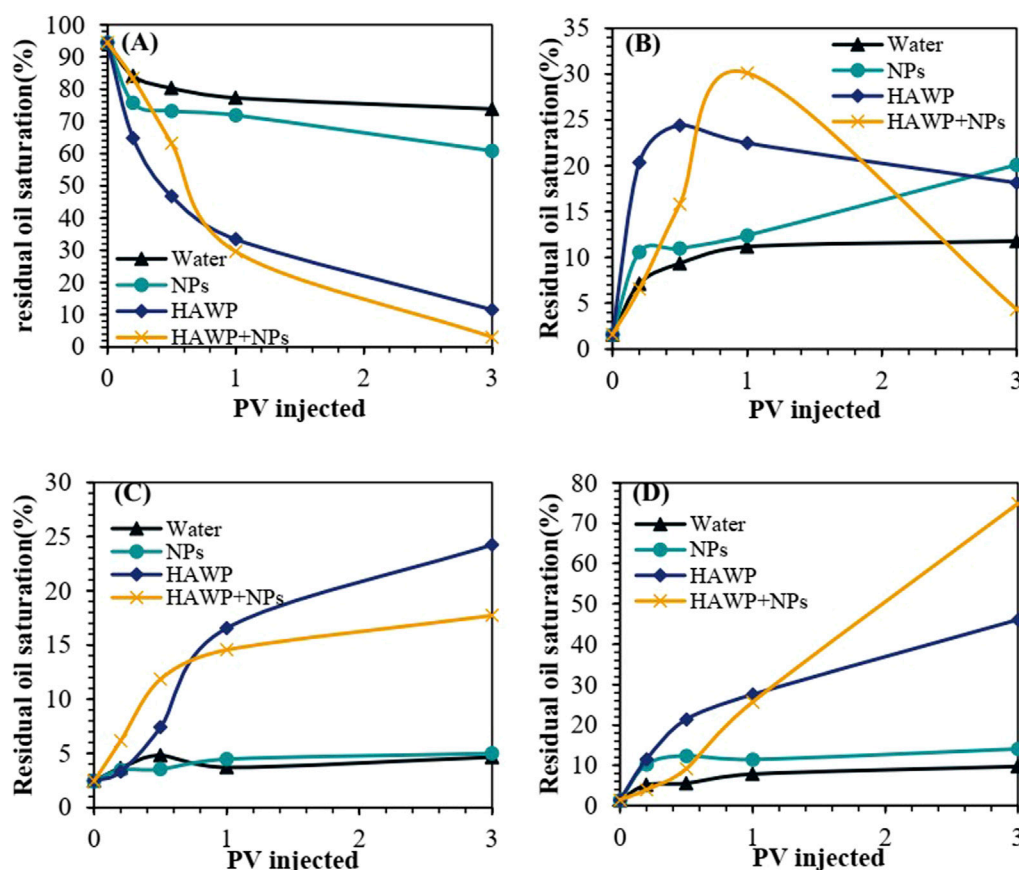 (A)
residual oil saturation(%)
100
90
80
70
60
50
40
30
20
10
0
Water
NPs
HAWP
HAWP+NPs
0 1 2 3
PV injected
(B)
Residual oil saturation(%)
35
30
25
20
15
10
5
0
Water
NPs
HAWP
HAWP+NPs
0 1 2 3
PV injected
(C)
Residual oil saturation(%)
30
25
20
15
10
5
0
Water
NPs
HAWP
HAWP+NPs
0 1 2 3
PV injected
(D)
Residual oil saturation(%)
80
70
60
50
40
30
20
10
0
Water
NPs
HAWP
HAWP+NPs
0 1 2 3
PV injected